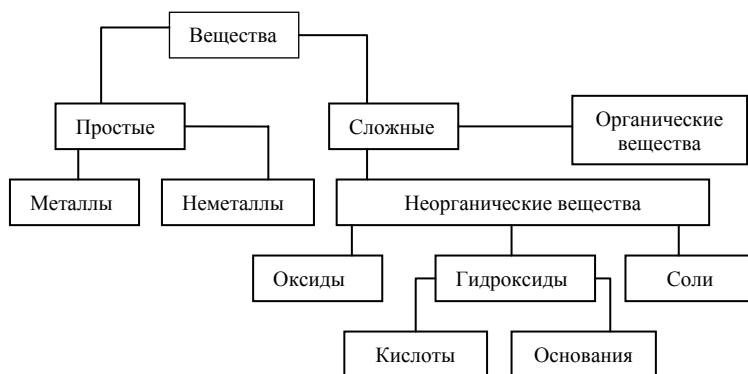 Вещества
Простые
Сложные
Органические
вещества
Металлы
Неметаллы
Неорганические вещества
Оксиды
Гидроксиды
Соли
Кислоты
Основания